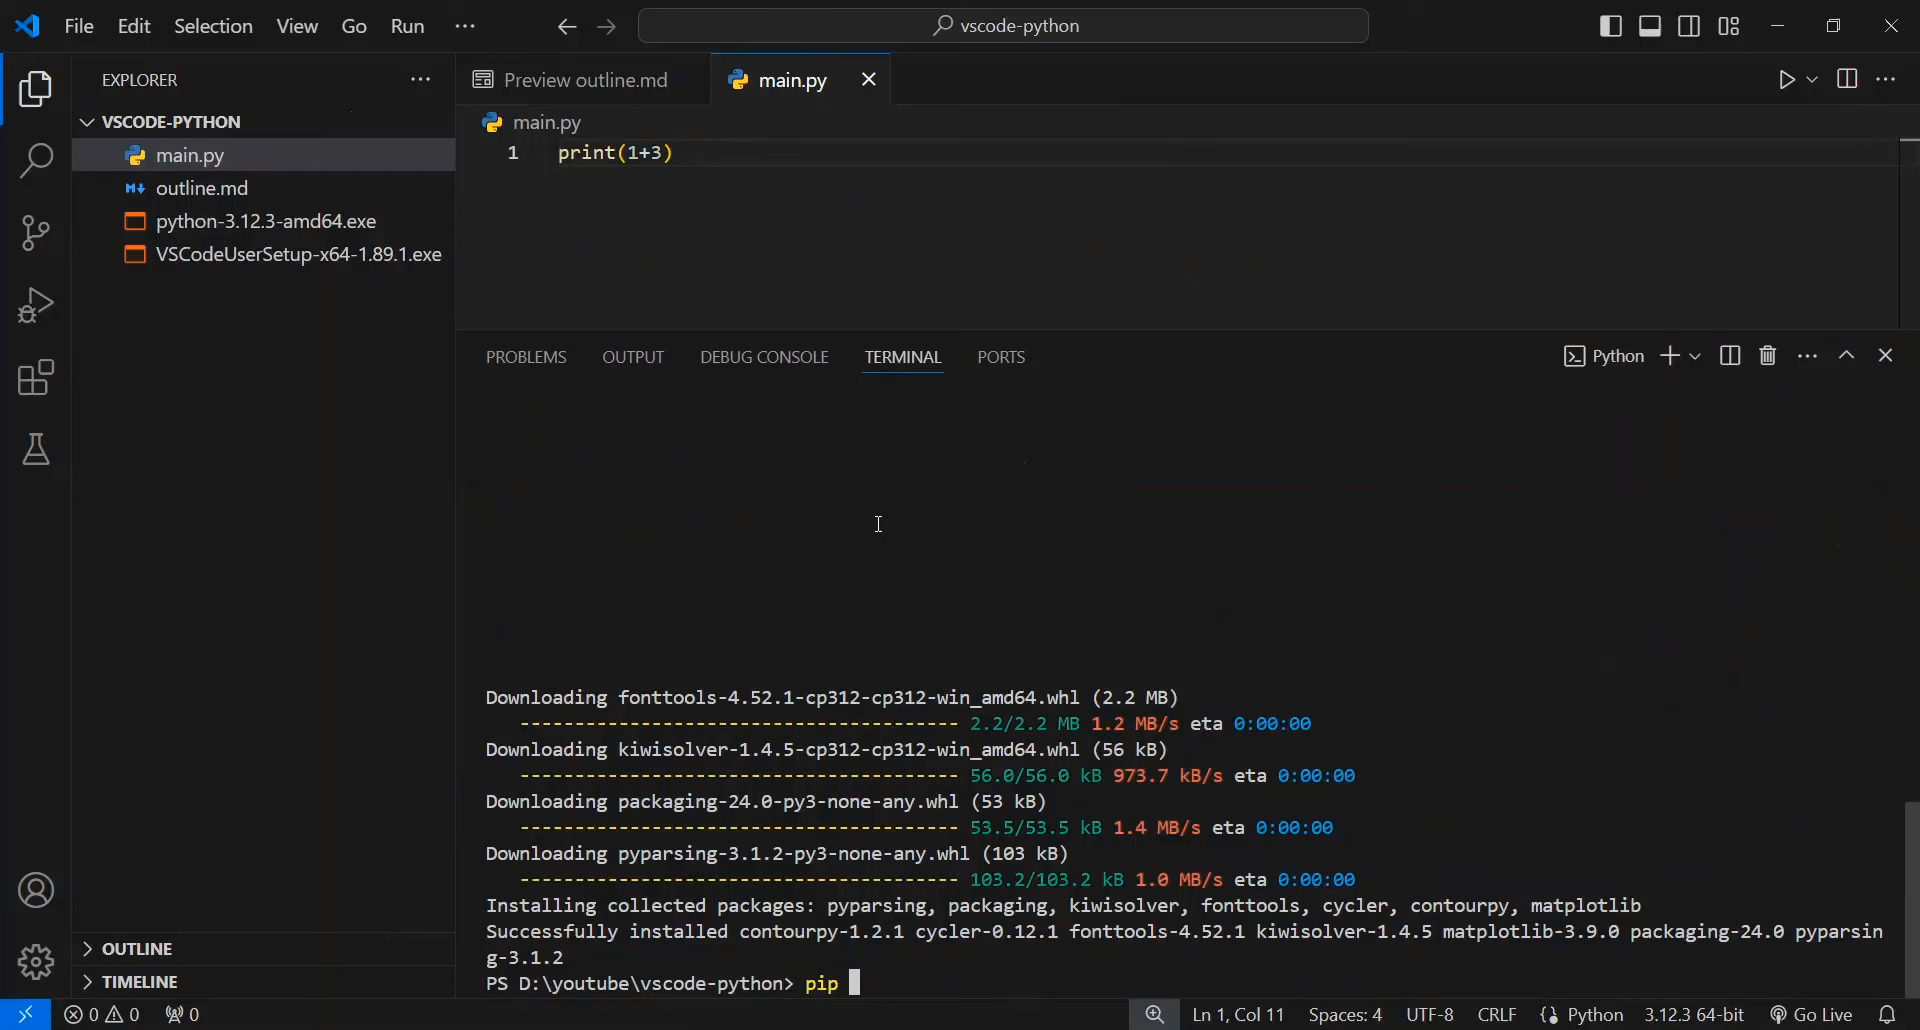 File Edit Selection View Go Run ··· ← → vscode-python
EXPLORER ···
Preview outline.md
main.py
VSCODE-PYTHON
main.py
outline.md
python-3.12.3-amd64.exe
VSCodeUserSetup-x64-1.89.1.exe
main.py
1 print(1+3)
PROBLEMS OUTPUT DEBUG CONSOLE TERMINAL PORTS
Python
Downloading fonttools-4.52.1-cp312-cp312-win_amd64.whl (2.2 MB)
---------------------------------------- 2.2/2.2 MB 1.2 MB/s eta 0:00:00
Downloading kiwisolver-1.4.5-cp312-cp312-win_amd64.whl (56 kB)
---------------------------------------- 56.0/56.0 kB 973.7 kB/s eta 0:00:00
Downloading packaging-24.0-py3-none-any.whl (53 kB)
---------------------------------------- 53.5/53.5 kB 1.4 MB/s eta 0:00:00
Downloading pyparsing-3.1.2-py3-none-any.whl (103 kB)
---------------------------------------- 103.2/103.2 kB 1.0 MB/s eta 0:00:00
Installing collected packages: pyparsing, packaging, kiwisolver, fonttools, cycler, contourpy, matplotlib
Successfully installed contourpy-1.2.1 cycler-0.12.1 fonttools-4.52.1 kiwisolver-1.4.5 matplotlib-3.9.0 packaging-24.0 pyparsin
g-3.1.2
PS D:\youtube\vscode-python> pip
OUTLINE
TIMELINE
0 0 0 Ln 1, Col 11 Spaces: 4 UTF-8 CRLF Python 3.12.3 64-bit Go Live